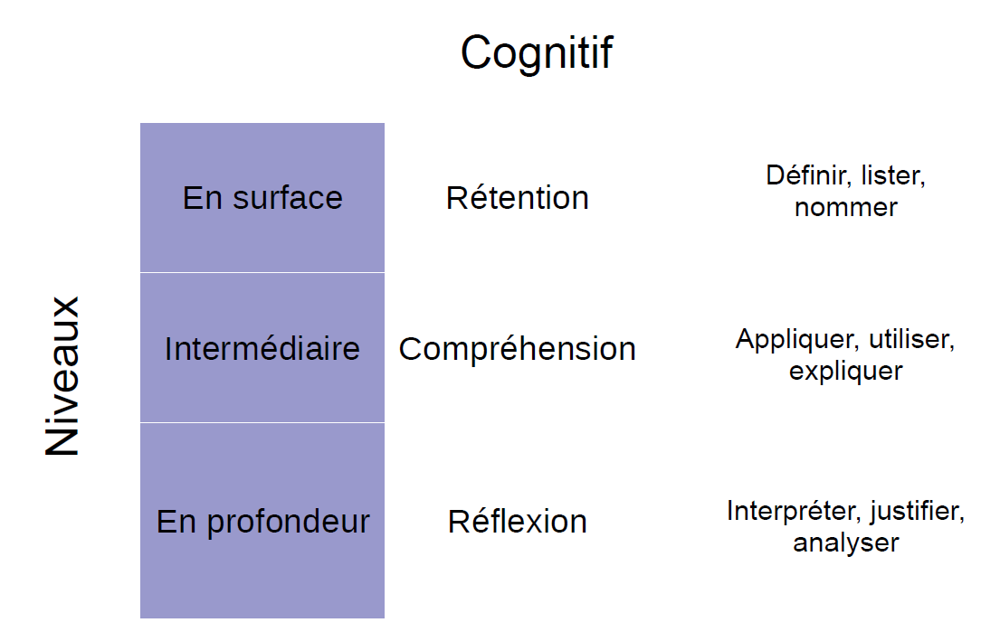 Cognitif
Niveaux
En surface
Rétention
Définir, lister,
nommer
Intermédiaire
Compréhension
Appliquer, utiliser,
expliquer
En profondeur
Réflexion
Interpréter, justifier,
analyser